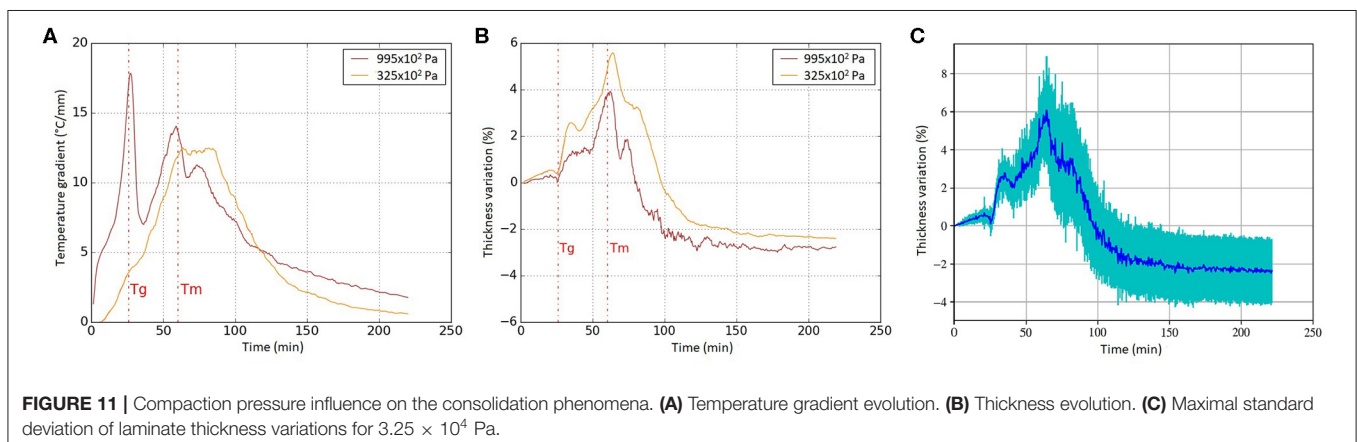 A
Temperature gradient (°C/mm)
20
15
10
5
0
0 50 100 150 200 250
Time (min)
995x10² Pa
325x10² Pa
Tg
Tm
B
Thickness variation (%)
6
4
2
0
−2
−4
−6
0 50 100 150 200 250
Time (min)
995x10² Pa
325x10² Pa
Tg
Tm
C
Thickness variation (%)
8
6
4
2
0
−2
−4
0 50 100 150 200 250
Time (min)
FIGURE 11 | Compaction pressure influence on the consolidation phenomena. (A) Temperature gradient evolution. (B) Thickness evolution. (C) Maximal standard
deviation of laminate thickness variations for 3.25 × 10⁴ Pa.